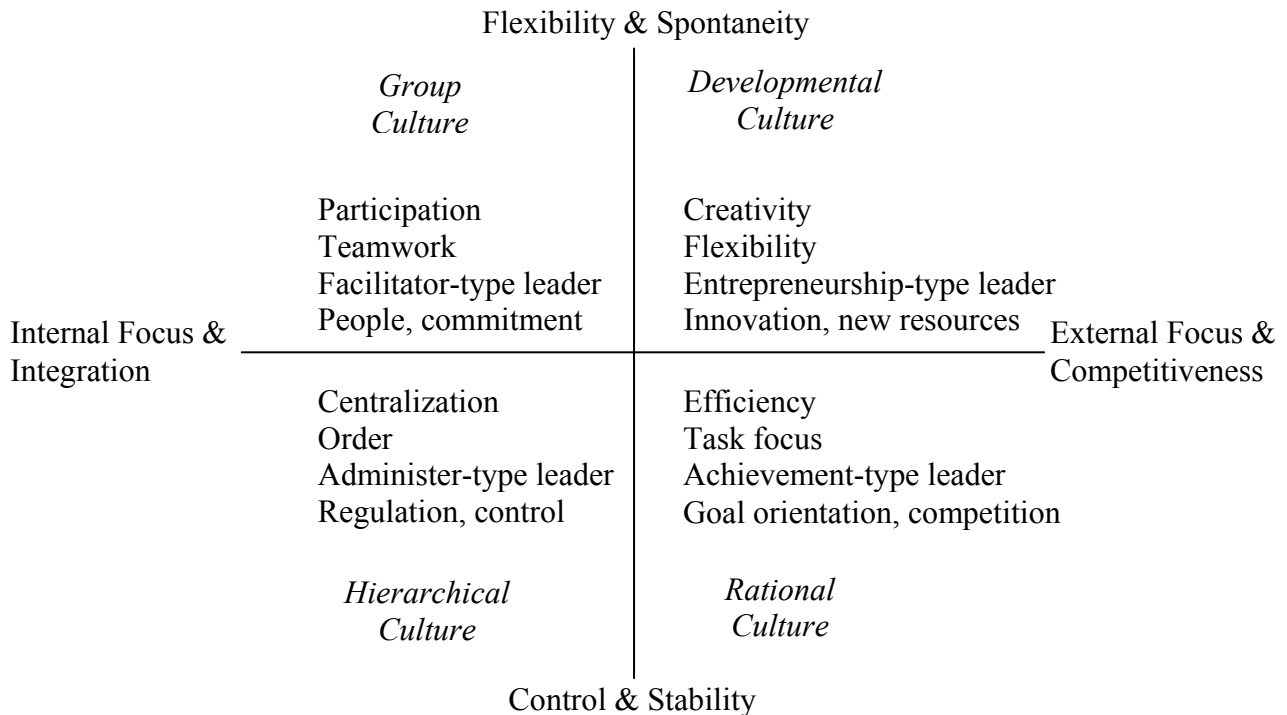 Flexibility & Spontaneity
Group
Culture
Developmental
Culture
Participation
Teamwork
Facilitator-type leader
People, commitment
Creativity
Flexibility
Entrepreneurship-type leader
Innovation, new resources
Internal Focus &
Integration
External Focus &
Competitiveness
Centralization
Order
Administer-type leader
Regulation, control
Efficiency
Task focus
Achievement-type leader
Goal orientation, competition
Hierarchical
Culture
Rational
Culture
Control & Stability